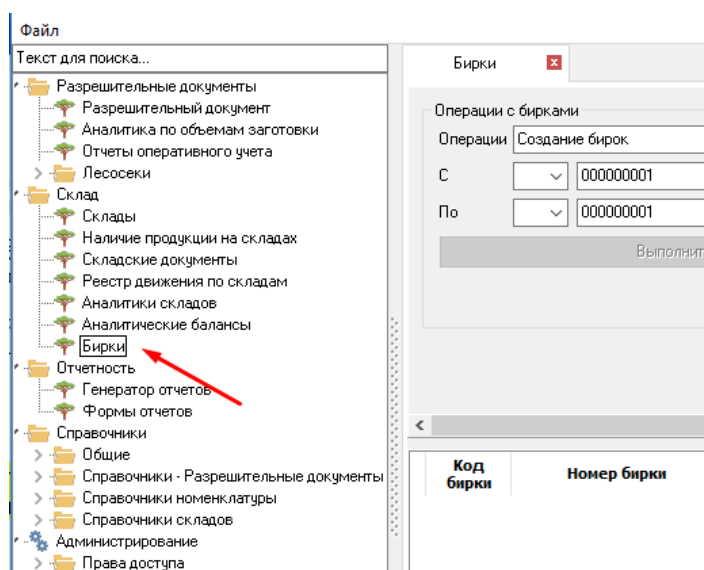 Файл
Текст для поиска...
Разрешительные документы
Разрешительный документ
Аналитика по объемам заготовки
Отчеты оперативного учета
Лесосеки
Склад
Склады
Наличие продукции на складах
Складские документы
Реестр движения по складам
Аналитики складов
Аналитические балансы
Бирки
Отчетность
Генератор отчетов
Формы отчетов
Справочники
Общие
Справочники - Разрешительные документы
Справочники номенклатуры
Справочники складов
Администрирование
Права доступа
Бирки
Операции с бирками
Операции Создание бирок
С 000000001
По 000000001
Выполнит
Код
бирки
Номер бирки